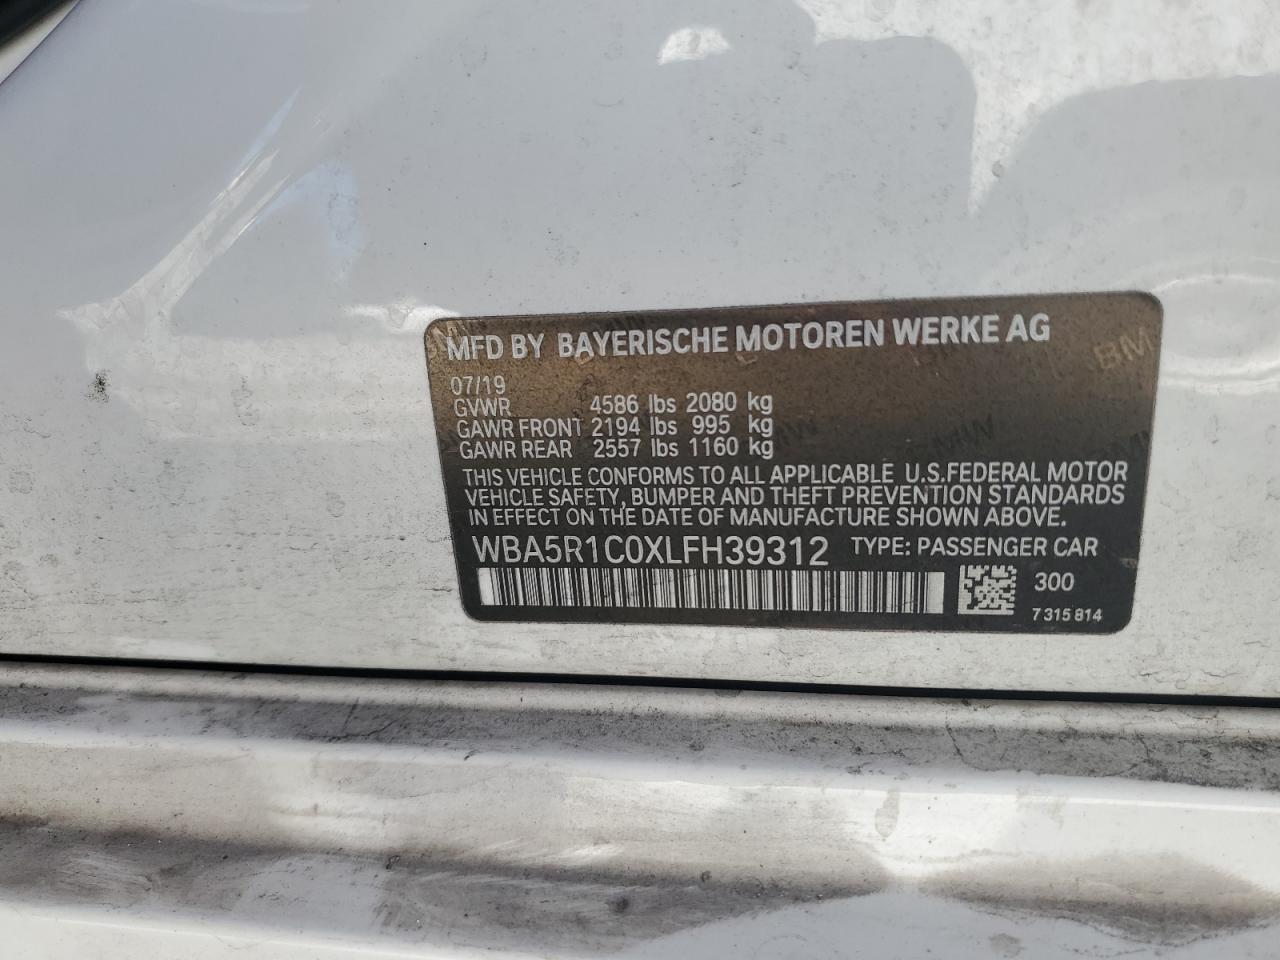 MFD BY BAYERISCHE MOTOREN WERKE AG
07/19
GVWR 4586 lbs 2080 kg
GAWR FRONT 2194 lbs 995 kg
GAWR REAR 2557 lbs 1160 kg
THIS VEHICLE CONFORMS TO ALL APPLICABLE U.S.FEDERAL MOTOR
VEHICLE SAFETY, BUMPER AND THEFT PREVENTION STANDARDS
IN EFFECT ON THE DATE OF MANUFACTURE SHOWN ABOVE.
WBA5R1C0XLFH39312 TYPE: PASSENGER CAR
300
7 315 814